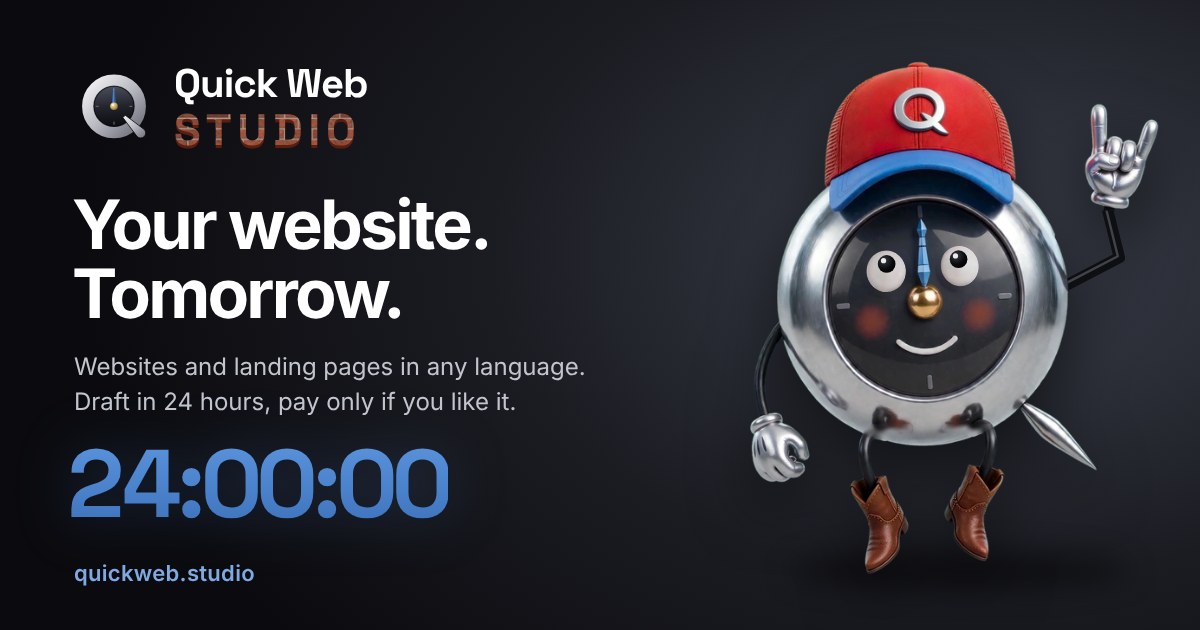 Quick Web
STUDIO
Your website.
Tomorrow.
Websites and landing pages in any language.
Draft in 24 hours, pay only if you like it.
24:00:00
quickweb.studio
Q